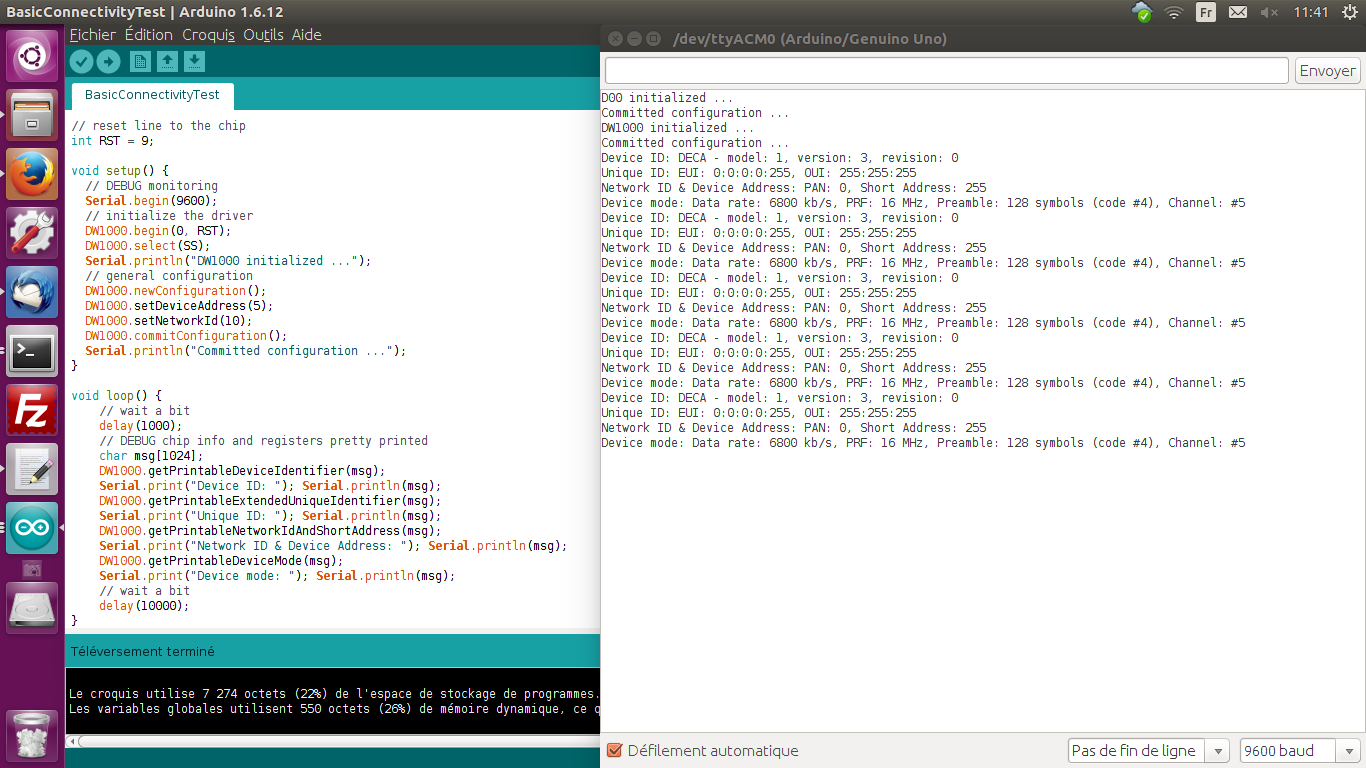 BasicConnectivityTest | Arduino 1.6.12
Fr
11:41
Fichier Édition Croquis Outils Aide
BasicConnectivityTest
// reset line to the chip
int RST = 9;
void setup() {
// DEBUG monitoring
Serial.begin(9600);
// initialize the driver
DW1000.begin(0, RST);
DW1000.select(SS);
Serial.println("DW1000 initialized ...");
// general configuration
DW1000.newConfiguration();
DW1000.setDeviceAddress(5);
DW1000.setNetworkId(10);
DW1000.commitConfiguration();
Serial.println("Committed configuration ...");
}
void loop() {
// wait a bit
delay(1000);
// DEBUG chip info and registers pretty printed
char msg[1024];
DW1000.getPrintableDeviceIdentifier(msg);
Serial.print("Device ID: "); Serial.println(msg);
DW1000.getPrintableExtendedUniqueIdentifier(msg);
Serial.print("Unique ID: "); Serial.println(msg);
DW1000.getPrintableNetworkIdAndShortAddress(msg);
Serial.print("Network ID & Device Address: "); Serial.println(msg);
DW1000.getPrintableDeviceMode(msg);
Serial.print("Device mode: "); Serial.println(msg);
// wait a bit
delay(10000);
}
Téléversement terminé
Le croquis utilise 7 274 octets (22%) de l'espace de stockage de programmes.
Les variables globales utilisent 550 octets (26%) de mémoire dynamique, ce q
/dev/ttyACM0 (Arduino/Genuino Uno)
Envoyer
D00 initialized ...
Committed configuration ...
DW1000 initialized ...
Committed configuration ...
Device ID: DECA - model: 1, version: 3, revision: 0
Unique ID: EUI: 0:0:0:0:255, OUI: 255:255:255
Network ID & Device Address: PAN: 0, Short Address: 255
Device mode: Data rate: 6800 kb/s, PRF: 16 MHz, Preamble: 128 symbols (code #4), Channel: #5
Device ID: DECA - model: 1, version: 3, revision: 0
Unique ID: EUI: 0:0:0:0:255, OUI: 255:255:255
Network ID & Device Address: PAN: 0, Short Address: 255
Device mode: Data rate: 6800 kb/s, PRF: 16 MHz, Preamble: 128 symbols (code #4), Channel: #5
Device ID: DECA - model: 1, version: 3, revision: 0
Unique ID: EUI: 0:0:0:0:255, OUI: 255:255:255
Network ID & Device Address: PAN: 0, Short Address: 255
Device mode: Data rate: 6800 kb/s, PRF: 16 MHz, Preamble: 128 symbols (code #4), Channel: #5
Device ID: DECA - model: 1, version: 3, revision: 0
Unique ID: EUI: 0:0:0:0:255, OUI: 255:255:255
Network ID & Device Address: PAN: 0, Short Address: 255
Device mode: Data rate: 6800 kb/s, PRF: 16 MHz, Preamble: 128 symbols (code #4), Channel: #5
Device ID: DECA - model: 1, version: 3, revision: 0
Unique ID: EUI: 0:0:0:0:255, OUI: 255:255:255
Network ID & Device Address: PAN: 0, Short Address: 255
Device mode: Data rate: 6800 kb/s, PRF: 16 MHz, Preamble: 128 symbols (code #4), Channel: #5
Défilement automatique
Pas de fin de ligne
9600 baud